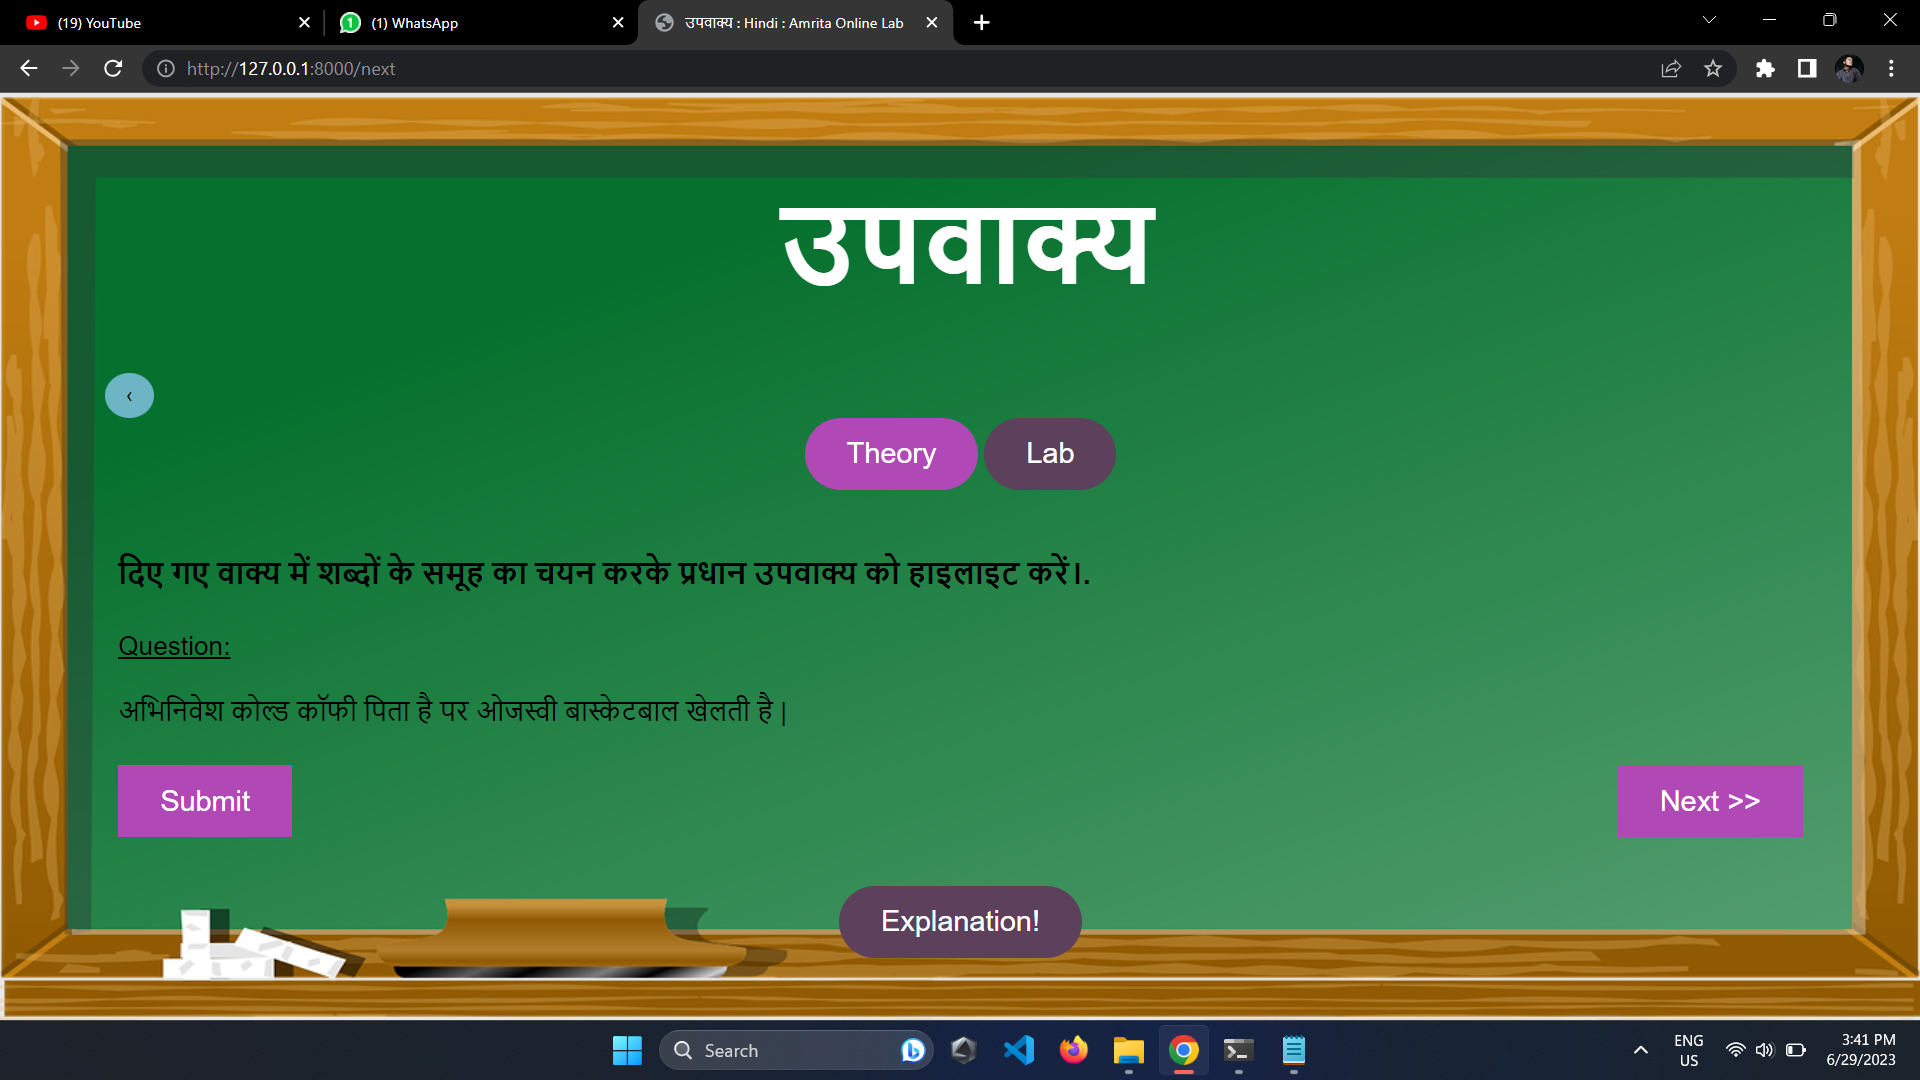 (19) YouTube
(1) WhatsApp
उपवाक्य : Hindi : Amrita Online Lab
http://127.0.0.1:8000/next
उपवाक्य
‹
Theory
Lab
दिए गए वाक्य में शब्दों के समूह का चयन करके प्रधान उपवाक्य को हाइलाइट करें।.
Question:
अभिनिवेश कोल्ड कॉफी पिता है पर ओजस्वी बास्केटबाल खेलती है |
Submit
Next >>
Explanation!
Search
ENG
US
3:41 PM
6/29/2023